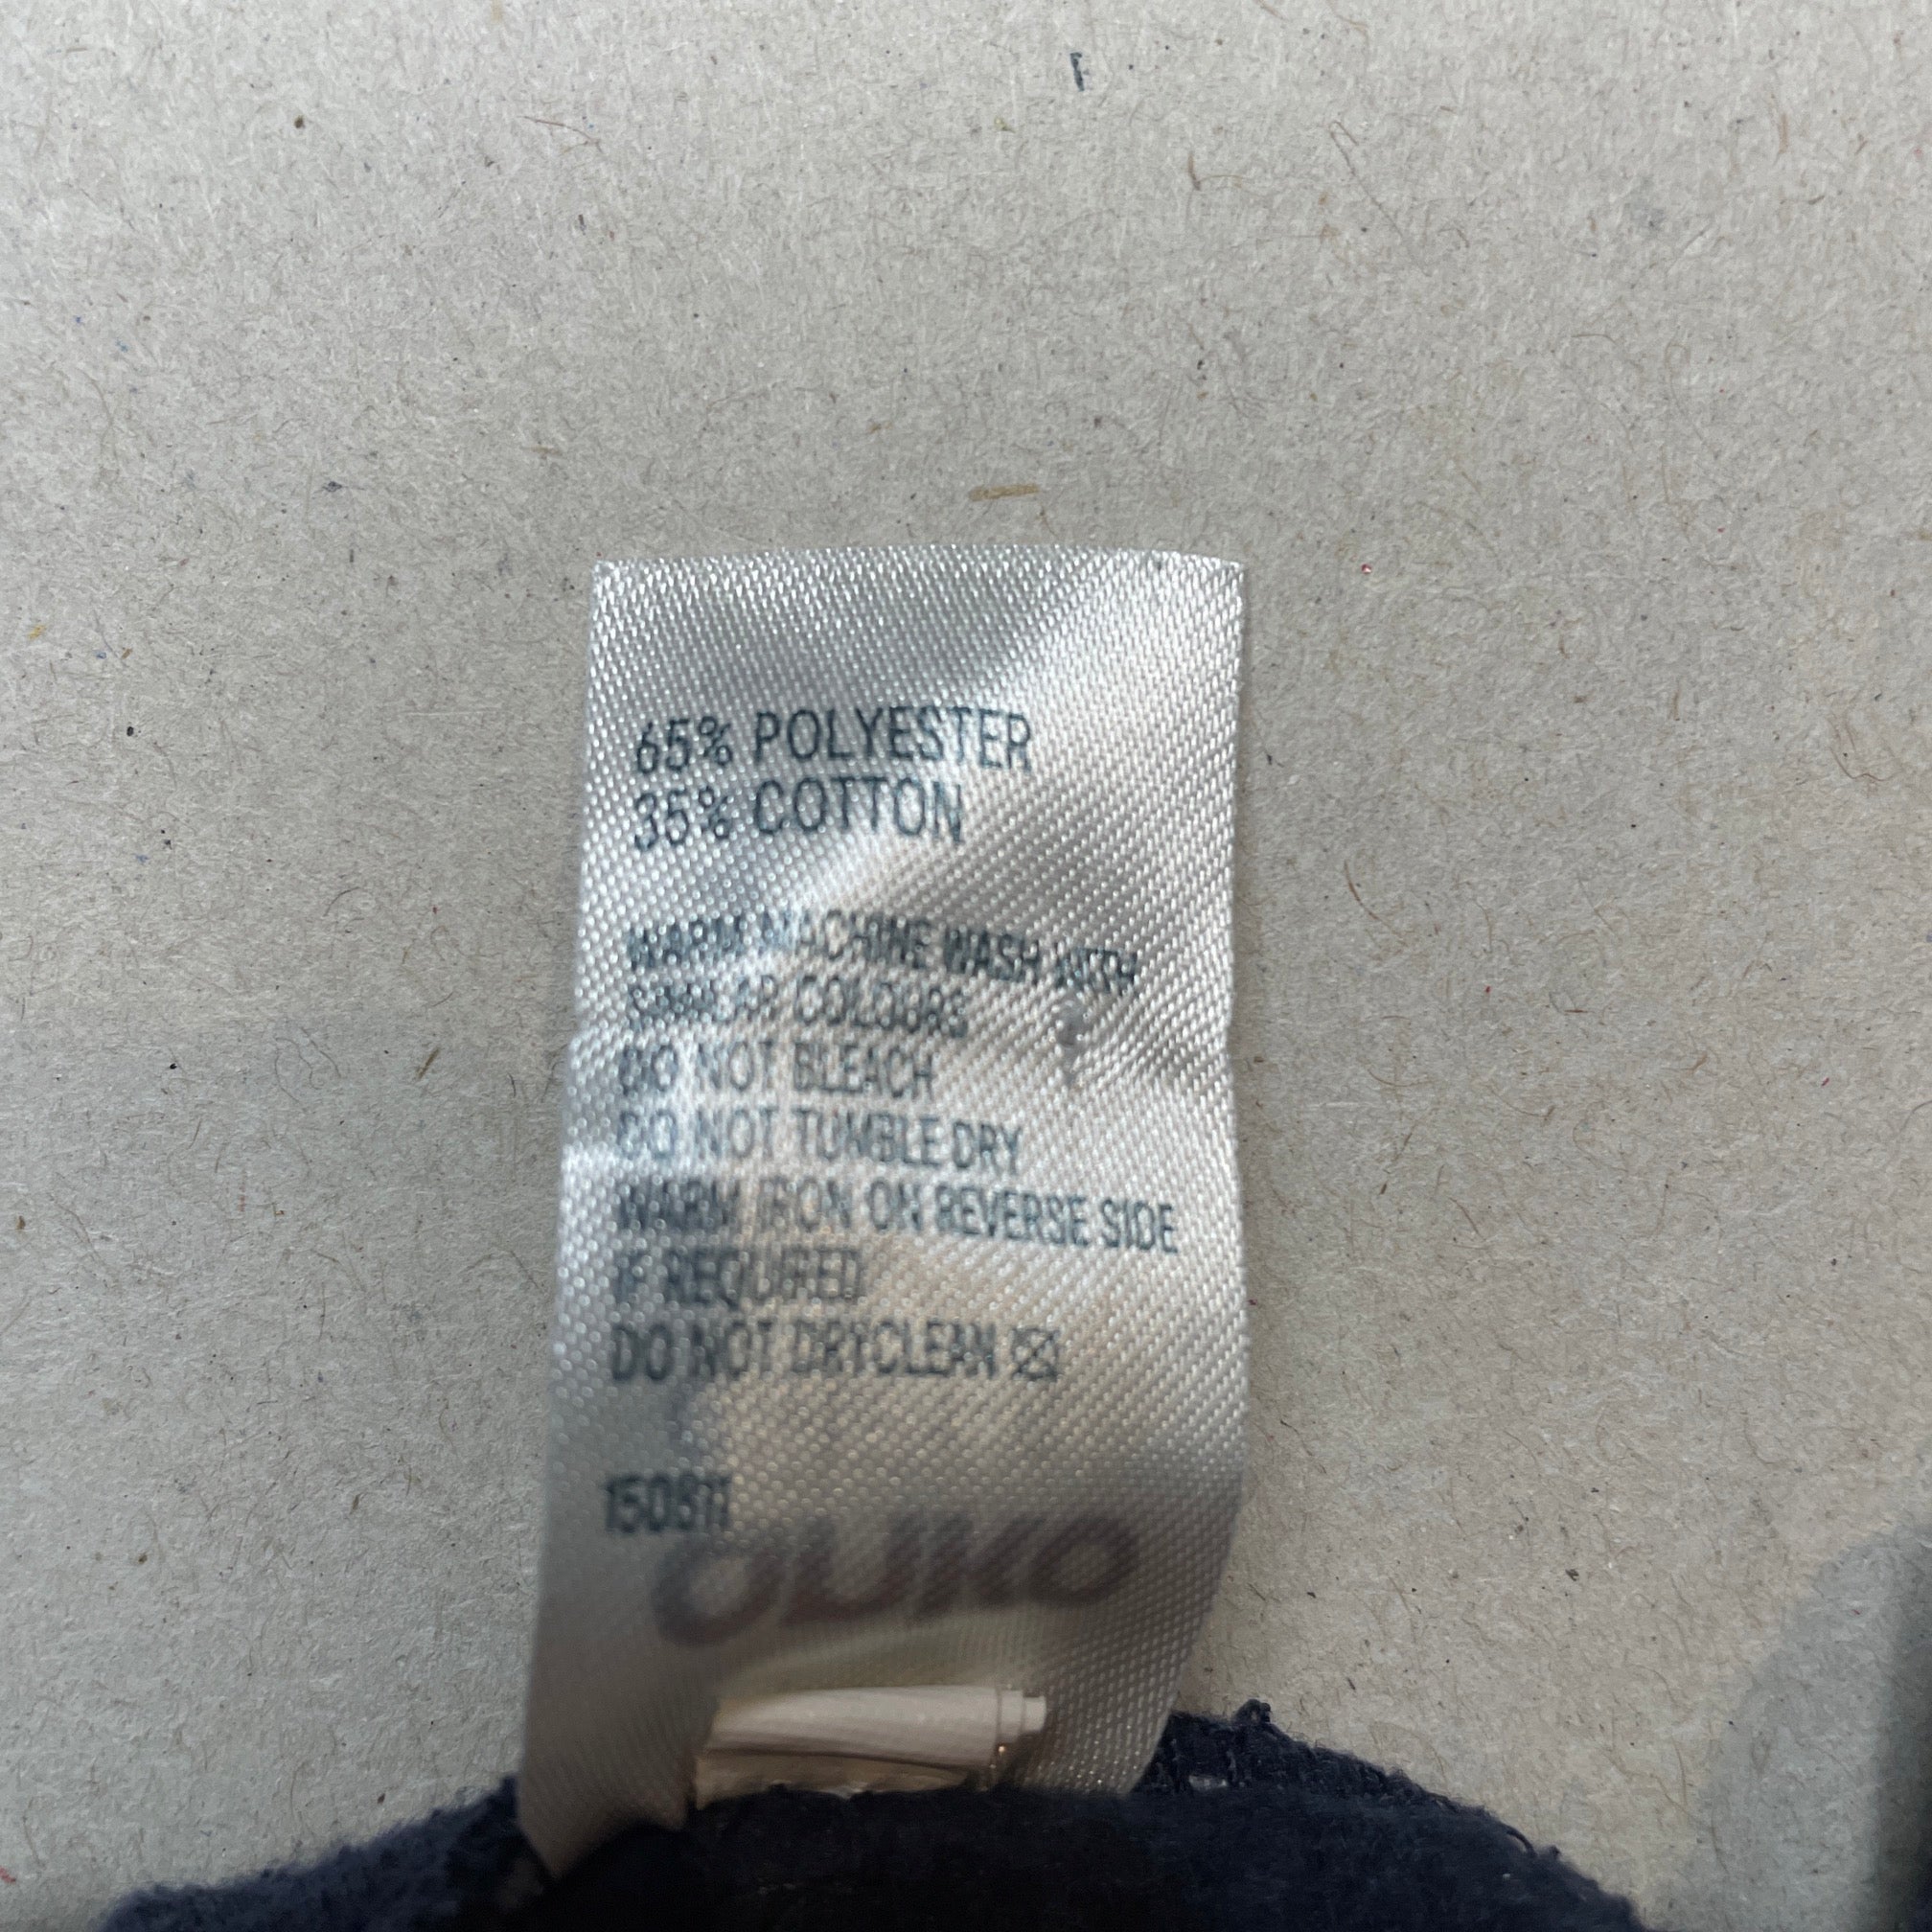 65% POLYESTER
35% COTTON
WARM MACHINE WASH WITH
SIMILAR COLOURS
DO NOT BLEACH
DO NOT TUMBLE DRY
WARM IRON ON REVERSE SIDE
IF REQUIRED
DO NOT DRYCLEAN
150811